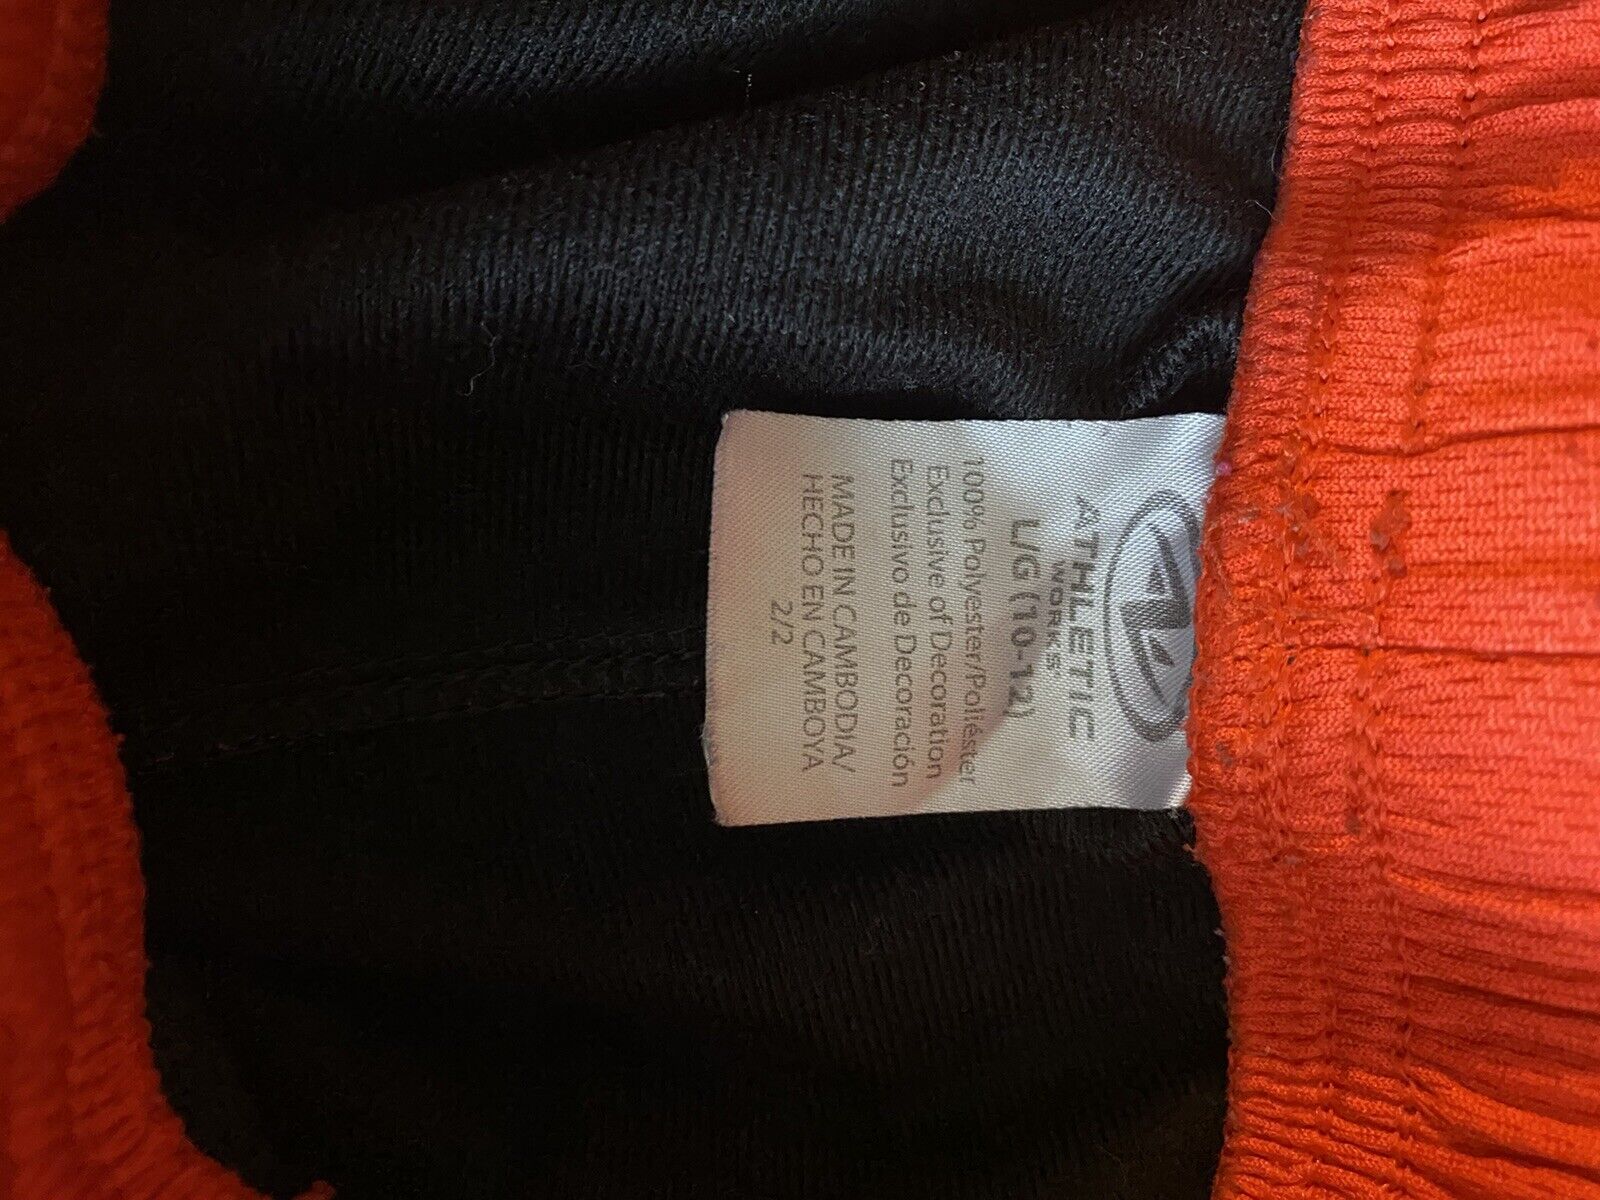 ATHLETIC
WORKS
L/G (10-12)
100% Polyester/Poliéster
Exclusive of Decoration
Exclusivo de Decoración
MADE IN CAMBODIA/
HECHO EN CAMBOYA
2/2